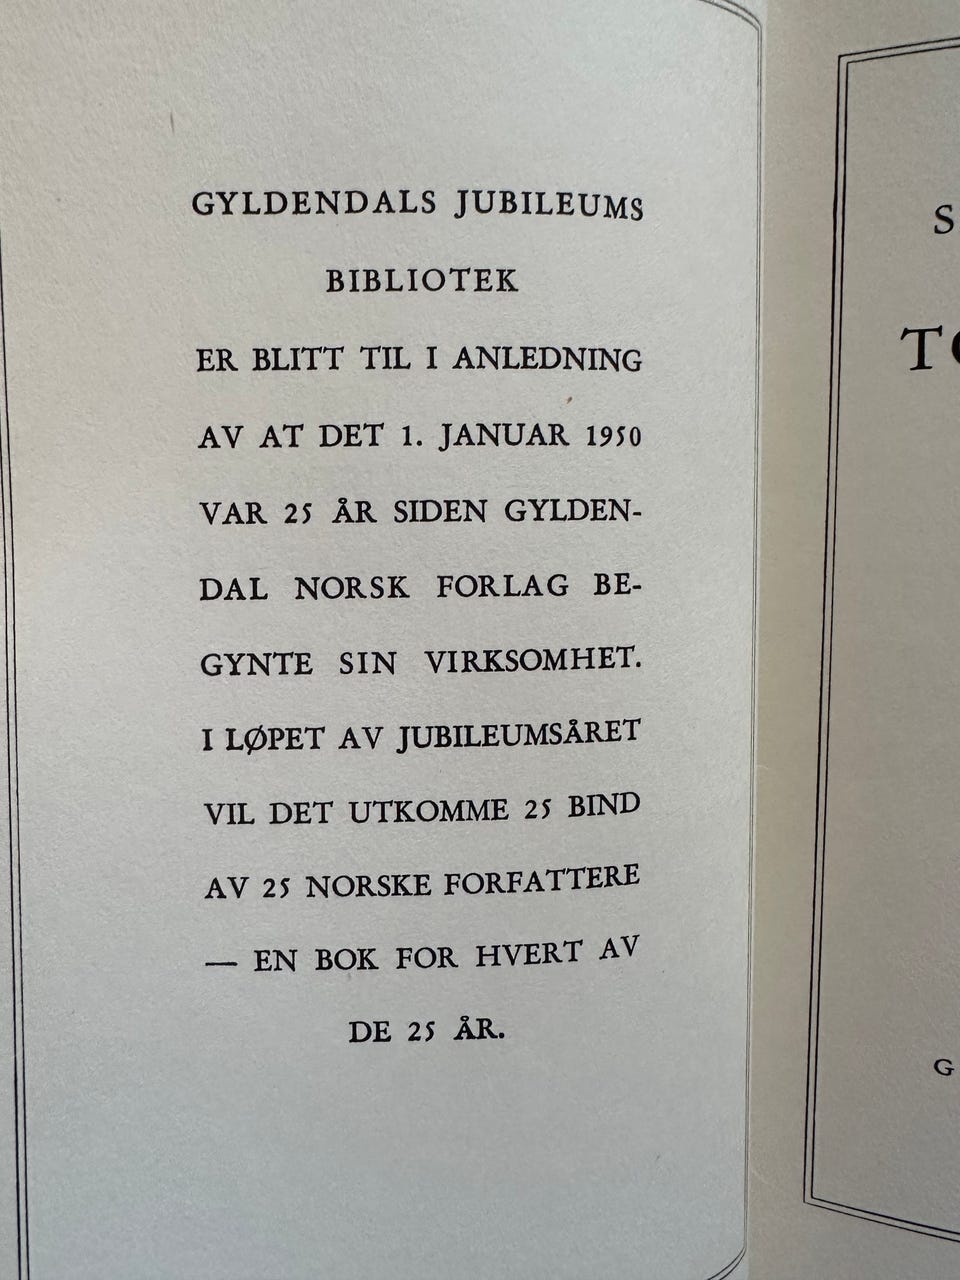 GYLDENDALS JUBILEUMS
BIBLIOTEK
ER BLITT TIL I ANLEDNING
AV AT DET 1. JANUAR 1950
VAR 25 ÅR SIDEN GYLDEN-
DAL NORSK FORLAG BE-
GYNTE SIN VIRKSOMHET.
I LØPET AV JUBILEUMSÅRET
VIL DET UTKOMME 25 BIND
AV 25 NORSKE FORFATTERE
— EN BOK FOR HVERT AV
DE 25 ÅR.